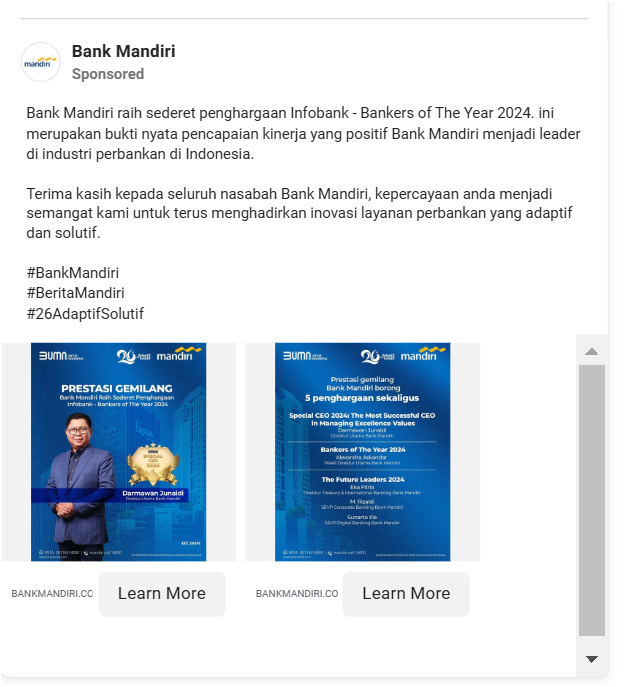 Bank Mandiri
Sponsored
mandiri
Bank Mandiri raih sederet penghargaan Infobank - Bankers of The Year 2024. ini
merupakan bukti nyata pencapaian kinerja yang positif Bank Mandiri menjadi leader
di industri perbankan di Indonesia.
Terima kasih kepada seluruh nasabah Bank Mandiri, kepercayaan anda menjadi
semangat kami untuk terus menghadirkan inovasi layanan perbankan yang adaptif
dan solutif.
#BankMandiri
#BeritaMandiri
#26AdaptifSolutif
BUMN
26
mandiri
PRESTASI GEMILANG
Bank Mandiri Raih Sederet Penghargaan
Infobank - Bankers of The Year 2024
SPECIAL
CEO
2024
Darmawan Junaidi
Direktur Utama Bank Mandiri
BUMN
26
mandiri
Prestasi gemilang
Bank Mandiri borong
5 penghargaan sekaligus
Special CEO 2024: The Most Successful CEO
in Managing Excellence Values
Darmawan Junaidi
Direktur Utama Bank Mandiri
Bankers of The Year 2024
Alexandra Askandar
Wakil Direktur Utama Bank Mandiri
The Future Leaders 2024
Eka Fitria
Direktur Treasury & International Banking Bank Mandiri
M. Rizaldi
SEVP Corporate Banking Bank Mandiri
Sunarto Xie
SEVP Digital Banking Bank Mandiri
BANKMANDIRI.CO
Learn More
BANKMANDIRI.CO
Learn More